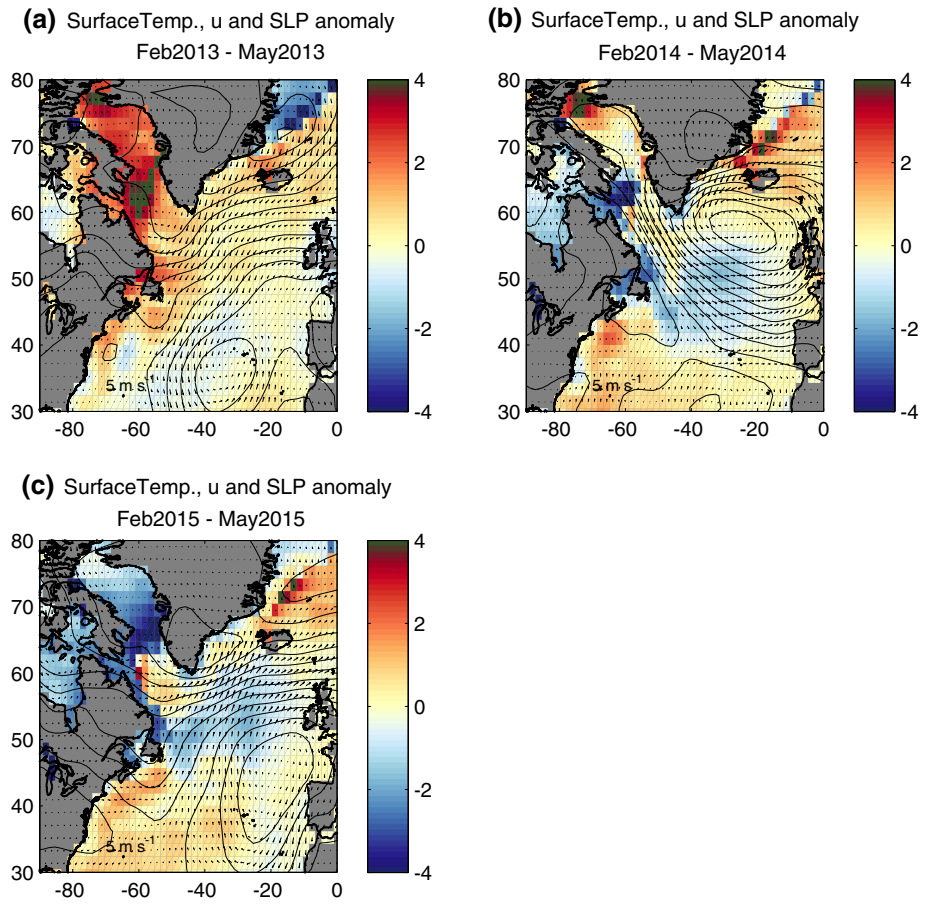 (a) SurfaceTemp., u and SLP anomaly
Feb2013 - May2013
80
70
60
50
40
30
-80 -60 -40 -20 0
5 m s⁻¹
4
2
0
-2
-4
(b) SurfaceTemp., u and SLP anomaly
Feb2014 - May2014
80
70
60
50
40
30
-80 -60 -40 -20 0
5 m s⁻¹
4
2
0
-2
-4
(c) SurfaceTemp., u and SLP anomaly
Feb2015 - May2015
80
70
60
50
40
30
-80 -60 -40 -20 0
5 m s⁻¹
4
2
0
-2
-4